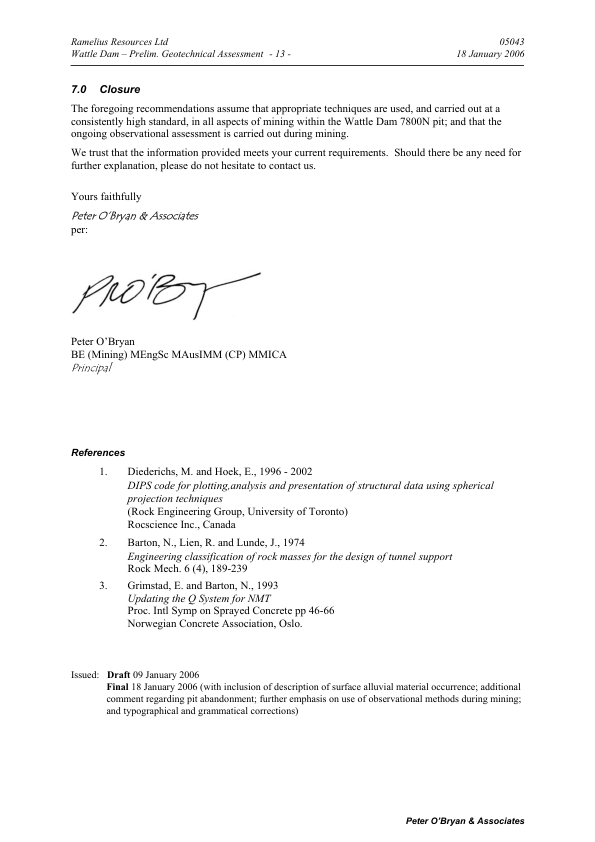 Ramelius Resources Ltd 05043
Wattle Dam – Prelim. Geotechnical Assessment - 13 - 18 January 2006
7.0 Closure
The foregoing recommendations assume that appropriate techniques are used, and carried out at a
consistently high standard, in all aspects of mining within the Wattle Dam 7800N pit; and that the
ongoing observational assessment is carried out during mining.
We trust that the information provided meets your current requirements. Should there be any need for
further explanation, please do not hesitate to contact us.
Yours faithfully
Peter O'Bryan & Associates
per:
PRO'Bry
Peter O'Bryan
BE (Mining) MEngSc MAusIMM (CP) MMICA
Principal
References
1. Diederichs, M. and Hoek, E., 1996 - 2002
DIPS code for plotting,analysis and presentation of structural data using spherical
projection techniques
(Rock Engineering Group, University of Toronto)
Rocscience Inc., Canada
2. Barton, N., Lien, R. and Lunde, J., 1974
Engineering classification of rock masses for the design of tunnel support
Rock Mech. 6 (4), 189-239
3. Grimstad, E. and Barton, N., 1993
Updating the Q System for NMT
Proc. Intl Symp on Sprayed Concrete pp 46-66
Norwegian Concrete Association, Oslo.
Issued: Draft 09 January 2006
Final 18 January 2006 (with inclusion of description of surface alluvial material occurrence; additional
comment regarding pit abandonment; further emphasis on use of observational methods during mining;
and typographical and grammatical corrections)
Peter O'Bryan & Associates